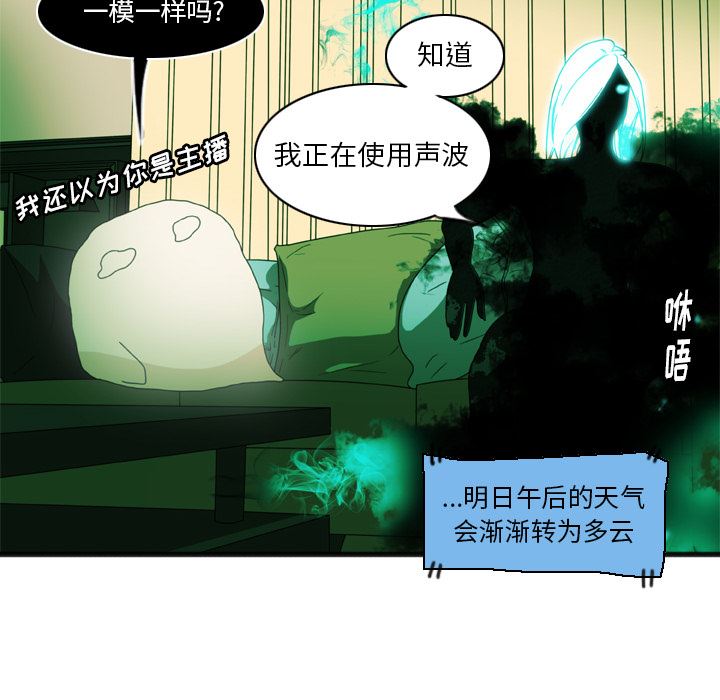 一模一样吗?
知道
我正在使用声波
我还以为你是主播
咻
唔
...明日午后的天气
会渐渐转为多云